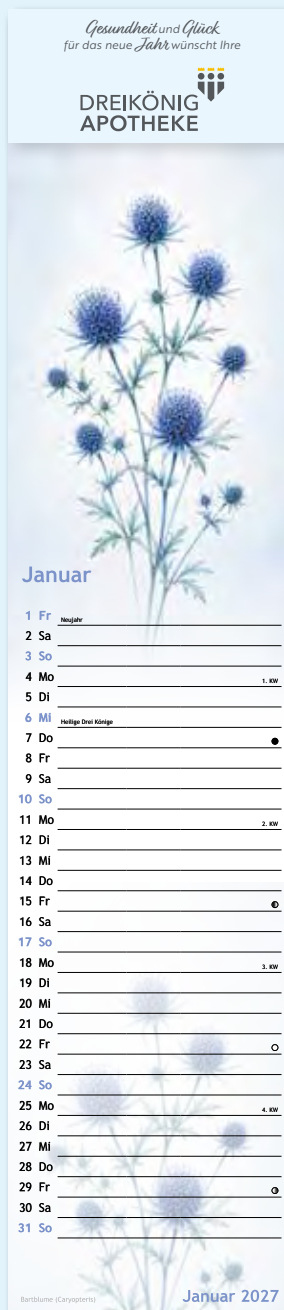 Gesundheit und Glück
für das neue Jahr wünscht Ihre
DREIKÖNIG
APOTHEKE
Januar
1 Fr Neujahr
2 Sa
3 So
4 Mo 1. KW
5 Di
6 Mi Heilige Drei Könige
7 Do
8 Fr
9 Sa
10 So
11 Mo 2. KW
12 Di
13 Mi
14 Do
15 Fr
16 Sa
17 So
18 Mo 3. KW
19 Di
20 Mi
21 Do
22 Fr
23 Sa
24 So
25 Mo 4. KW
26 Di
27 Mi
28 Do
29 Fr
30 Sa
31 So
Bartblume (Caryopteris)
Januar 2027